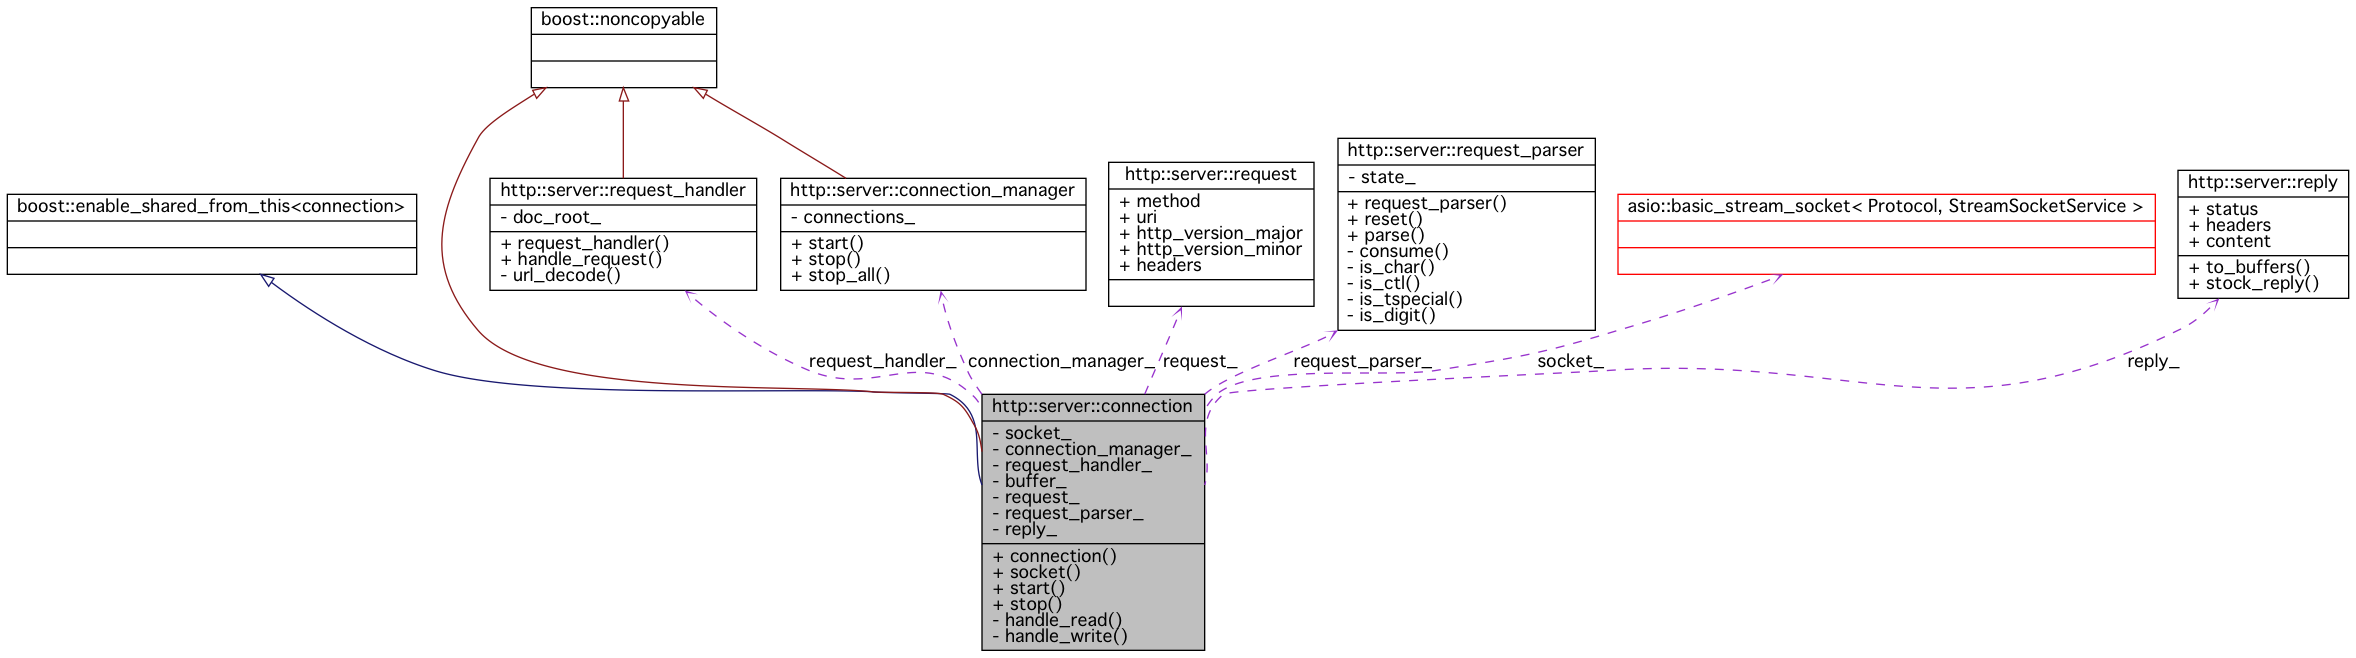 boost::noncopyable
boost::enable_shared_from_this<connection>
http::server::request_handler
- doc_root_
+ request_handler()
+ handle_request()
- url_decode()
http::server::connection_manager
- connections_
+ start()
+ stop()
+ stop_all()
http::server::request
+ method
+ uri
+ http_version_major
+ http_version_minor
+ headers
http::server::request_parser
- state_
+ request_parser()
+ reset()
+ parse()
- consume()
- is_char()
- is_ctl()
- is_tspecial()
- is_digit()
asio::basic_stream_socket< Protocol, StreamSocketService >
http::server::reply
+ status
+ headers
+ content
+ to_buffers()
+ stock_reply()
request_handler_
connection_manager_
request_
request_parser_
socket_
reply_
http::server::connection
- socket_
- connection_manager_
- request_handler_
- buffer_
- request_
- request_parser_
- reply_
+ connection()
+ socket()
+ start()
+ stop()
- handle_read()
- handle_write()